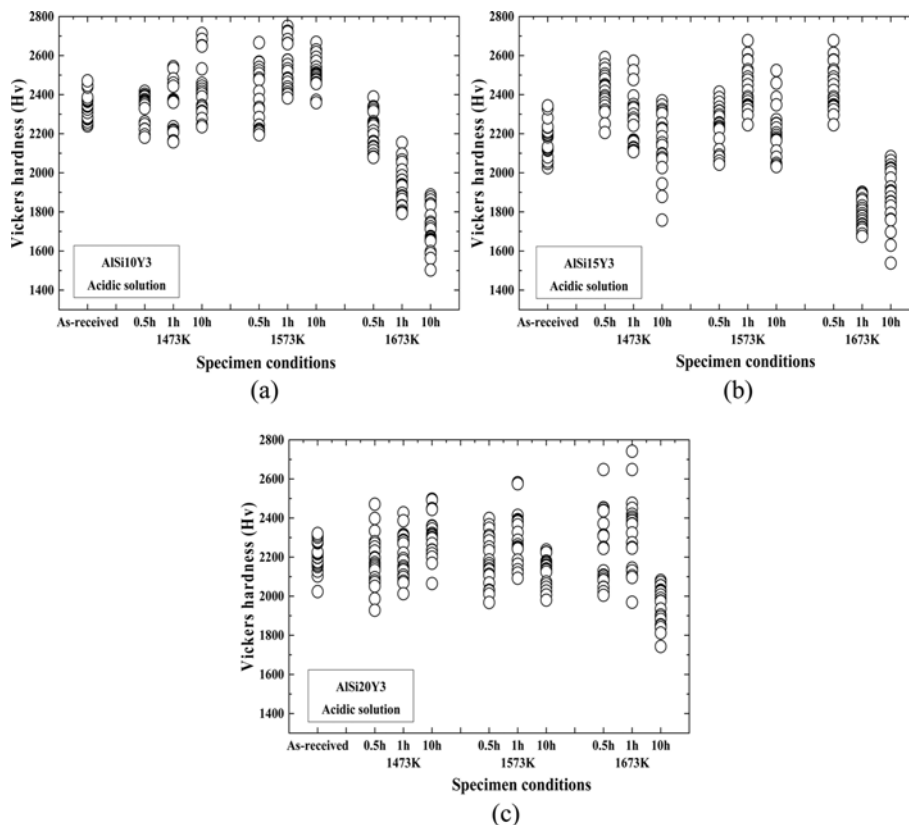 (a)
2800
2600
2400
2200
2000
1800
1600
1400
Vickers hardness (Hv)
AlSi10Y3
Acidic solution
As-received 0.5h 1h 10h 0.5h 1h 10h 0.5h 1h 10h
1473K 1573K 1673K
Specimen conditions
(a)
(b)
2800
2600
2400
2200
2000
1800
1600
1400
Vickers hardness (Hv)
AlSi15Y3
Acidic solution
As-received 0.5h 1h 10h 0.5h 1h 10h 0.5h 1h 10h
1473K 1573K 1673K
Specimen conditions
(b)
2800
2600
2400
2200
2000
1800
1600
1400
Vickers hardness (Hv)
AlSi20Y3
Acidic solution
As-received 0.5h 1h 10h 0.5h 1h 10h 0.5h 1h 10h
1473K 1573K 1673K
Specimen conditions
(c)